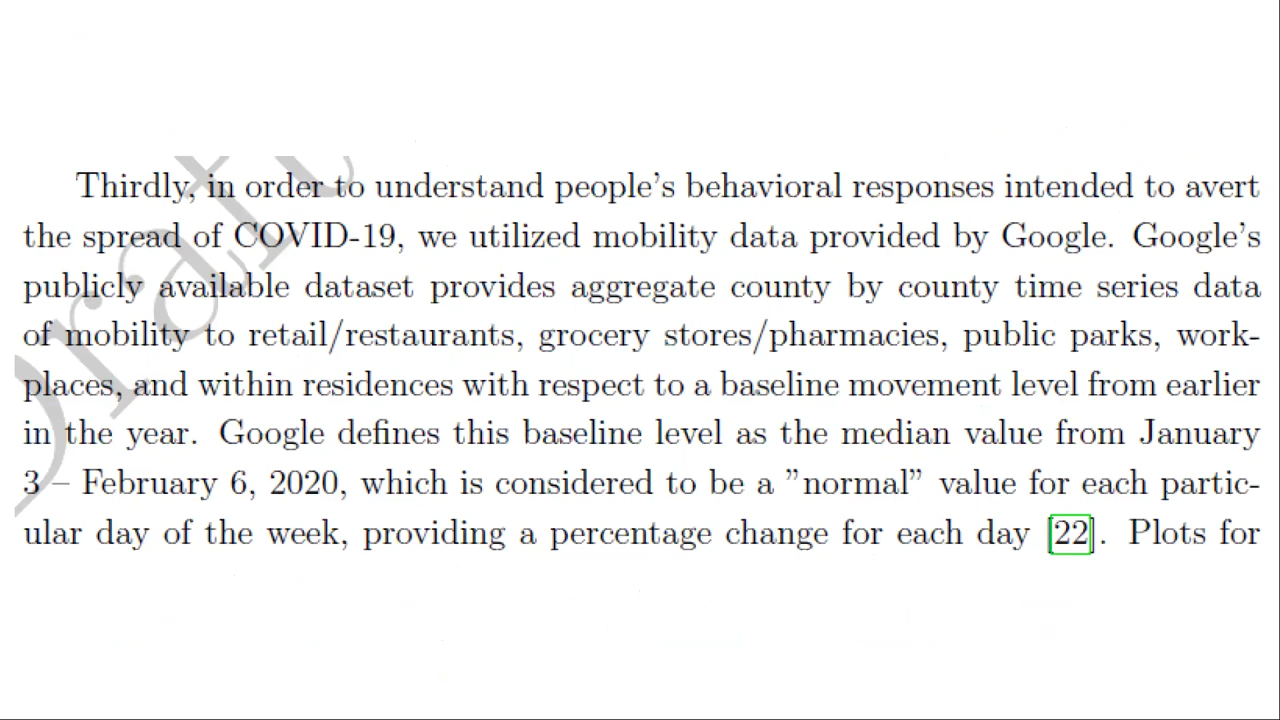 Thirdly, in order to understand people's behavioral responses intended to avert
the spread of COVID-19, we utilized mobility data provided by Google. Google's
publicly available dataset provides aggregate county by county time series data
of mobility to retail/restaurants, grocery stores/pharmacies, public parks, work-
places, and within residences with respect to a baseline movement level from earlier
in the year. Google defines this baseline level as the median value from January
3 – February 6, 2020, which is considered to be a ”normal” value for each partic-
ular day of the week, providing a percentage change for each day [22]. Plots for
Draft